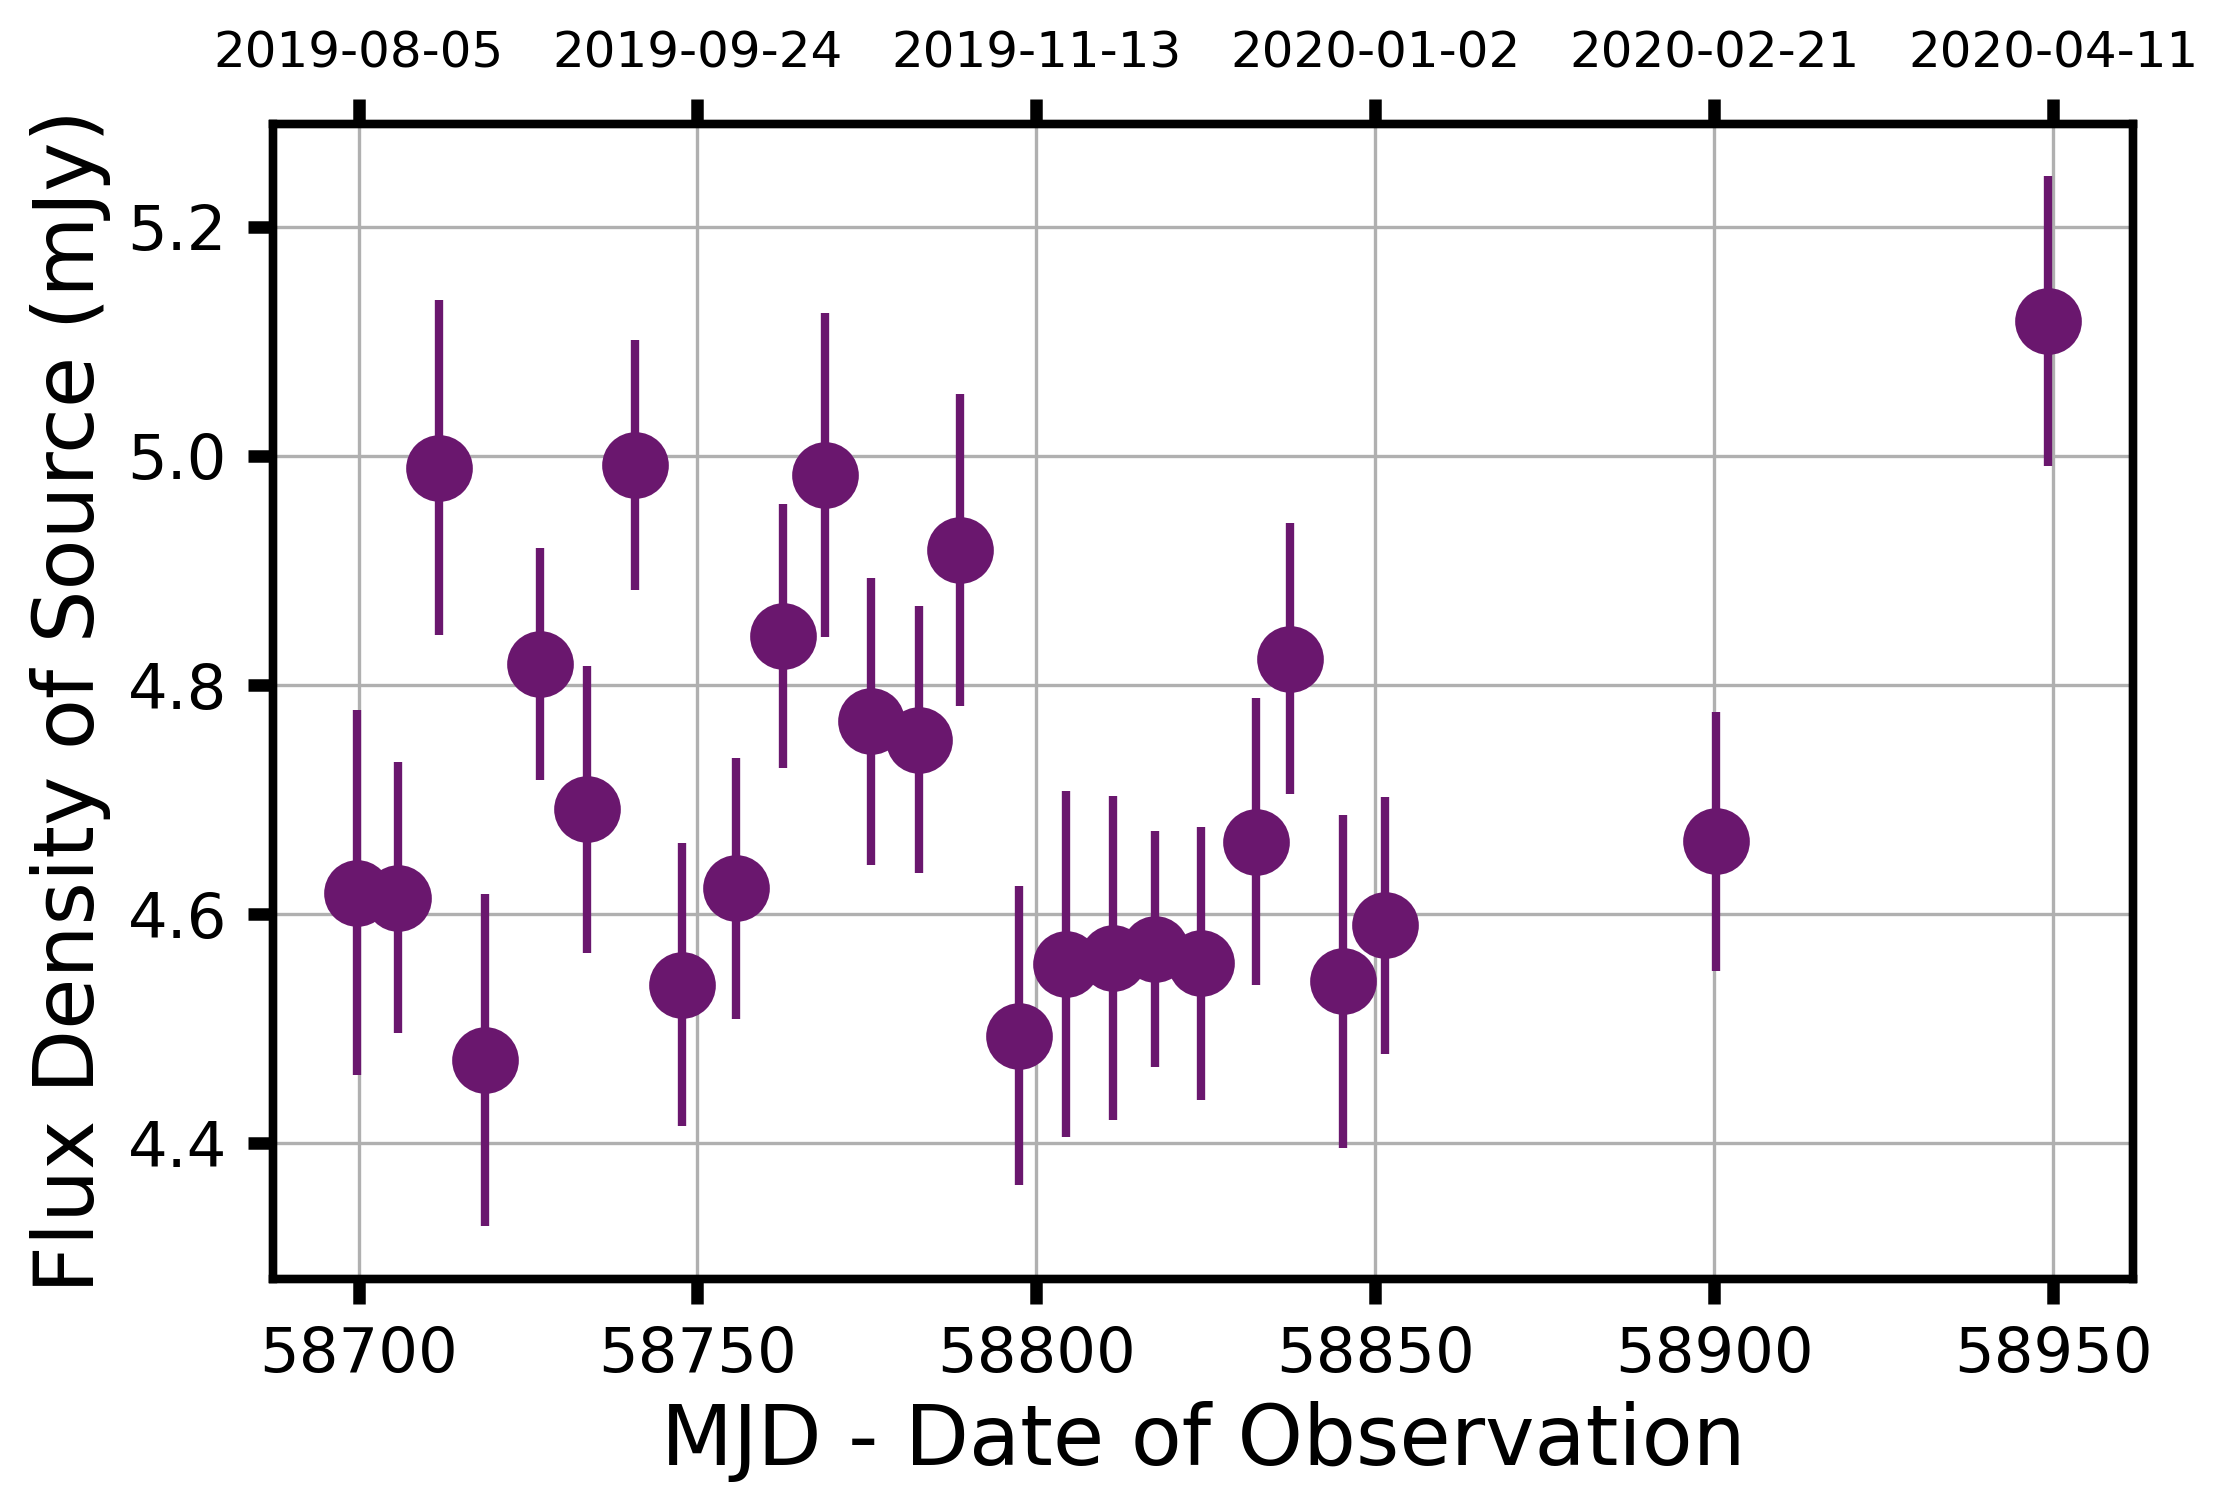 2019-08-05 2019-09-24 2019-11-13 2020-01-02 2020-02-21 2020-04-11
Flux Density of Source (mJy)
5.2
5.0
4.8
4.6
4.4
58700 58750 58800 58850 58900 58950
MJD - Date of Observation